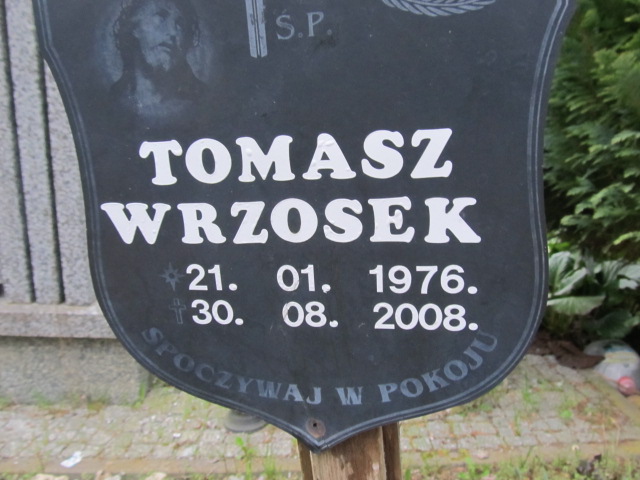 Ś.P.
TOMASZ
WRZOSEK
21. 01. 1976.
30. 08. 2008.
SPOCZYWAJ W POKOJU